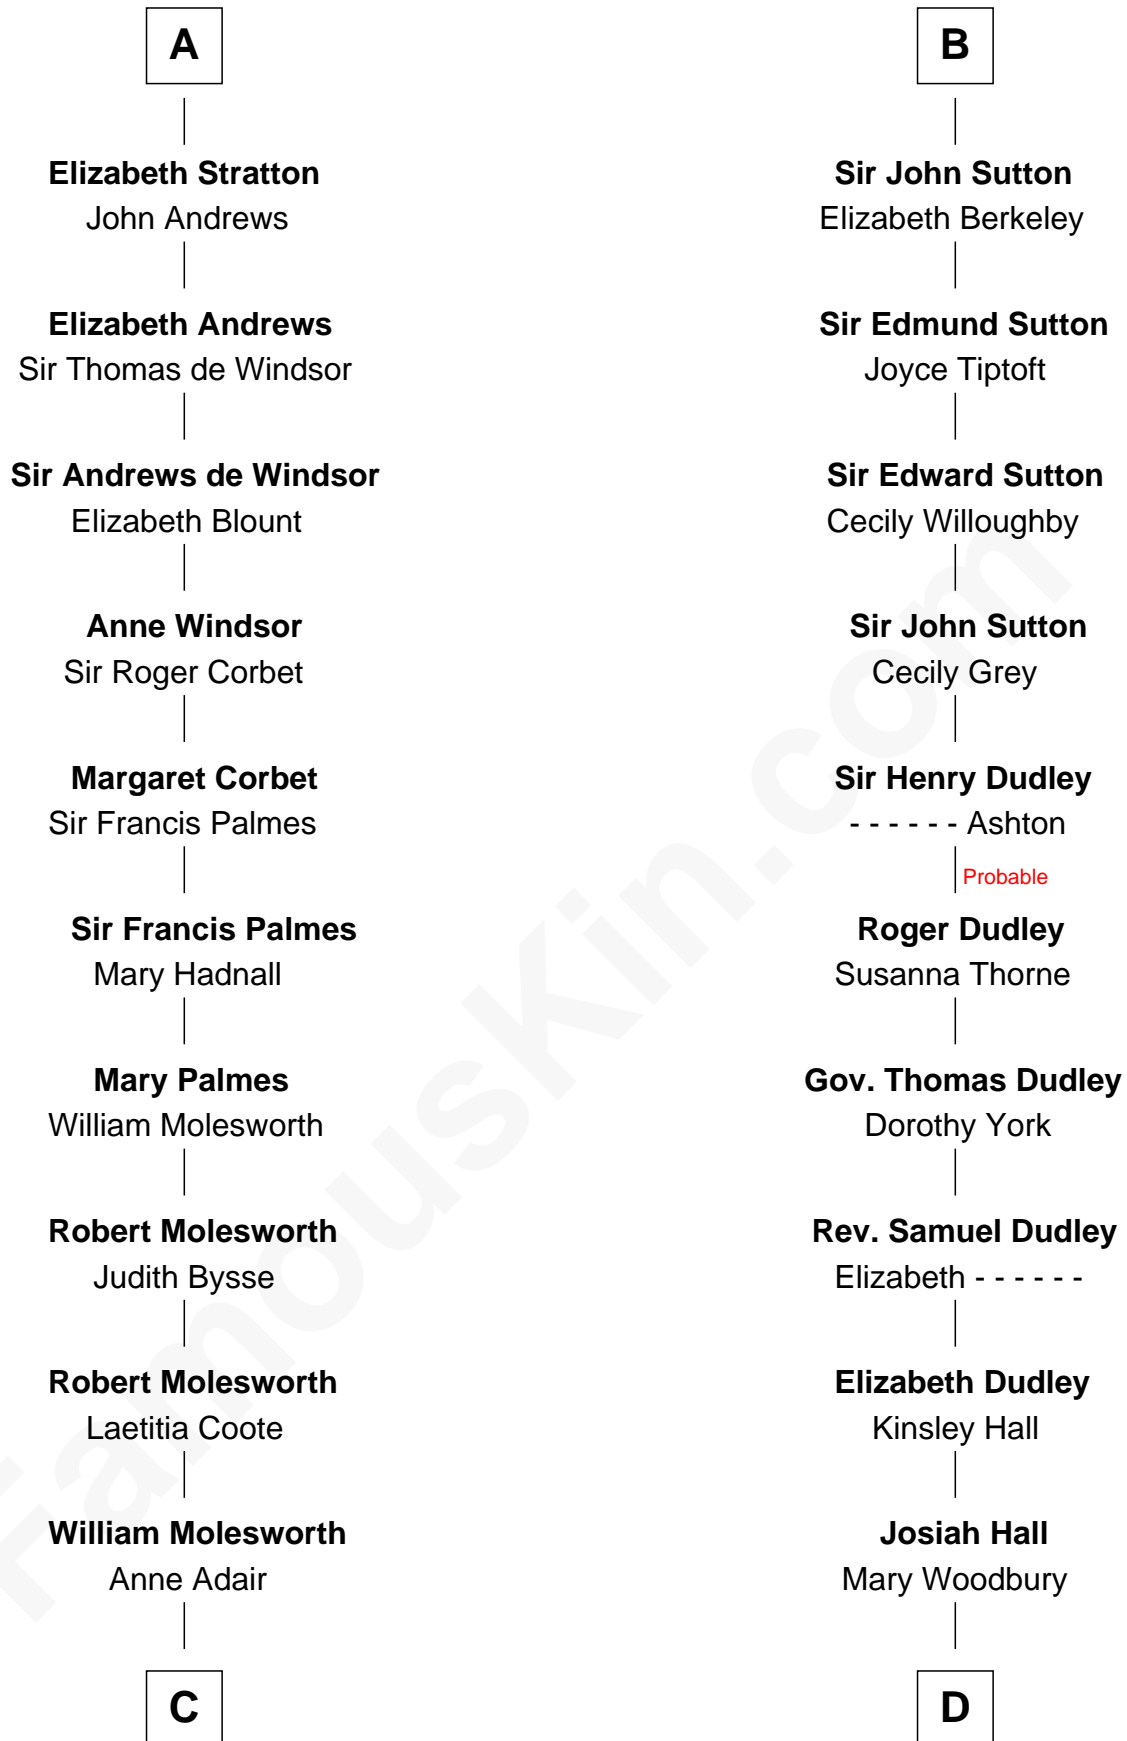 A
Elizabeth Stratton
John Andrews
Elizabeth Andrews
Sir Thomas de Windsor
Sir Andrews de Windsor
Elizabeth Blount
Anne Windsor
Sir Roger Corbet
Margaret Corbet
Sir Francis Palmes
Sir Francis Palmes
Mary Hadnall
Mary Palmes
William Molesworth
Robert Molesworth
Judith Bysse
Robert Molesworth
Laetitia Coote
William Molesworth
Anne Adair
C
B
Sir John Sutton
Elizabeth Berkeley
Sir Edmund Sutton
Joyce Tiptoft
Sir Edward Sutton
Cecily Willoughby
Sir John Sutton
Cecily Grey
Sir Henry Dudley
- - - - - - Ashton
Probable
Roger Dudley
Susanna Thorne
Gov. Thomas Dudley
Dorothy York
Rev. Samuel Dudley
Elizabeth - - - - - -
Elizabeth Dudley
Kinsley Hall
Josiah Hall
Mary Woodbury
D
FamousKin.com